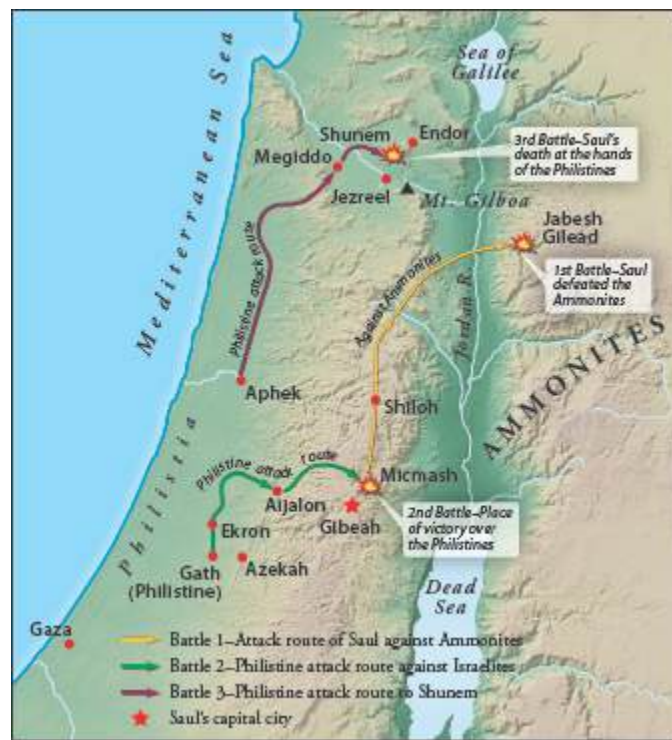 Mediterranean Sea
Sea of
Galilee
Shunem
Endor
Megiddo
Jezreel
Mt. Gilboa
3rd Battle–Saul's
death at the hands
of the Philistines
Jabesh
Gilead
1st Battle–Saul
defeated the
Ammonites
Against Ammonites
Philistine attack route
Jordan R.
AMMONITES
Aphek
Shiloh
Philistia
Philistine attack route
Micmash
Aijalon
Gibeah
2nd Battle–Place
of victory over
the Philistines
Ekron
Gath
(Philistine)
Azekah
Dead
Sea
Gaza
Battle 1–Attack route of Saul against Ammonites
Battle 2–Philistine attack route against Israelites
Battle 3–Philistine attack route to Shunem
Saul's capital city